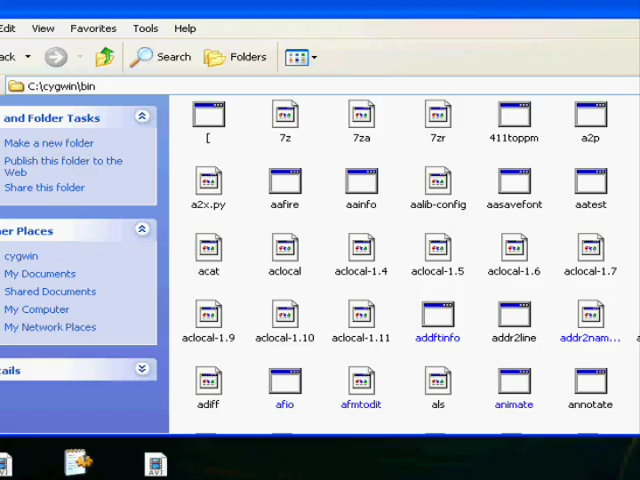 Edit View Favorites Tools Help
Search Folders
C:\cygwin\bin
and Folder Tasks
Make a new folder
Publish this folder to the
Web
Share this folder
cygwin
My Documents
Shared Documents
My Computer
My Network Places
[ 7z 7za 7zr 411toppm a2p
a2x.py aafire aainfo aalib-config aasavefont aatest
acat aclocal aclocal-1.4 aclocal-1.5 aclocal-1.6 aclocal-1.7
aclocal-1.9 aclocal-1.10 aclocal-1.11 addftinfo addr2line addr2nam...
adiff afio afmtodit als animate annotate
AVI